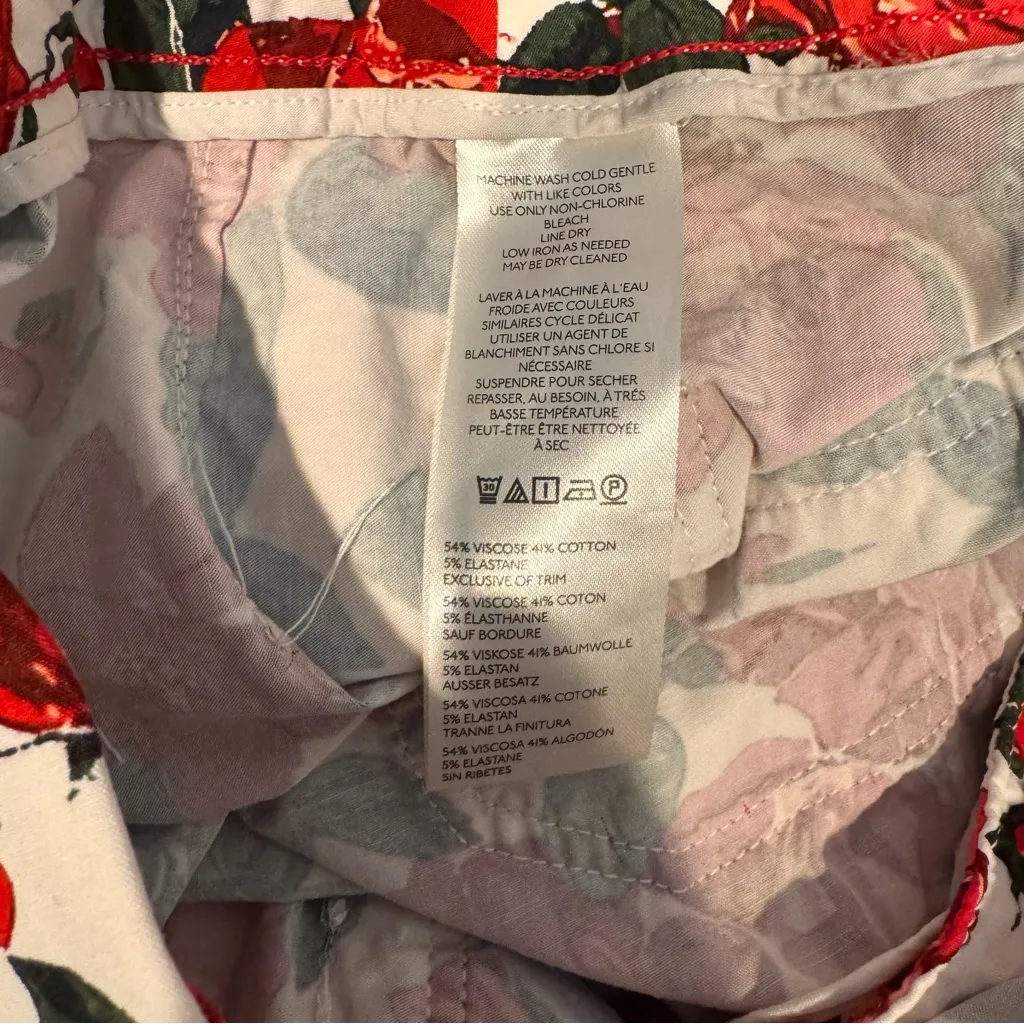 MACHINE WASH COLD GENTLE
WITH LIKE COLORS
USE ONLY NON-CHLORINE
BLEACH
LINE DRY
LOW IRON AS NEEDED
MAY BE DRY CLEANED
LAVER À LA MACHINE À L'EAU
FROIDE AVEC COULEURS
SIMILAIRES CYCLE DÉLICAT
UTILISER UN AGENT DE
BLANCHIMENT SANS CHLORE SI
NÉCESSAIRE
SUSPENDRE POUR SECHER
REPASSER, AU BESOIN, À TRÉS
BASSE TEMPÉRATURE
PEUT-ÊTRE ÊTRE NETTOYÉE
À SEC
30 P
54% VISCOSE 41% COTTON
5% ELASTANE
EXCLUSIVE OF TRIM
54% VISCOSE 41% COTON
5% ÉLASTHANNE
SAUF BORDURE
54% VISKOSE 41% BAUMWOLLE
5% ELASTAN
AUSSER BESATZ
54% VISCOSA 41% COTONE
5% ELASTAN
TRANNE LA FINITURA
54% VISCOSA 41% ALGODÓN
5% ELASTANE
SIN RIBETES